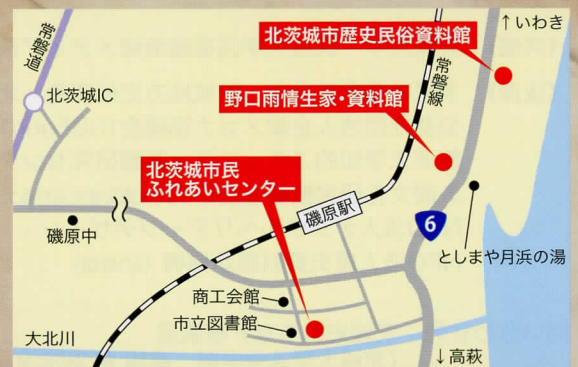 ↑いわき
北茨城市歴史民俗資料館
常磐道
常磐線
北茨城IC
野口雨情生家・資料館
北茨城市民
ふれあいセンター
磯原駅
6
磯原中
としまや月浜の湯
商工会館
市立図書館
大北川
↓高萩